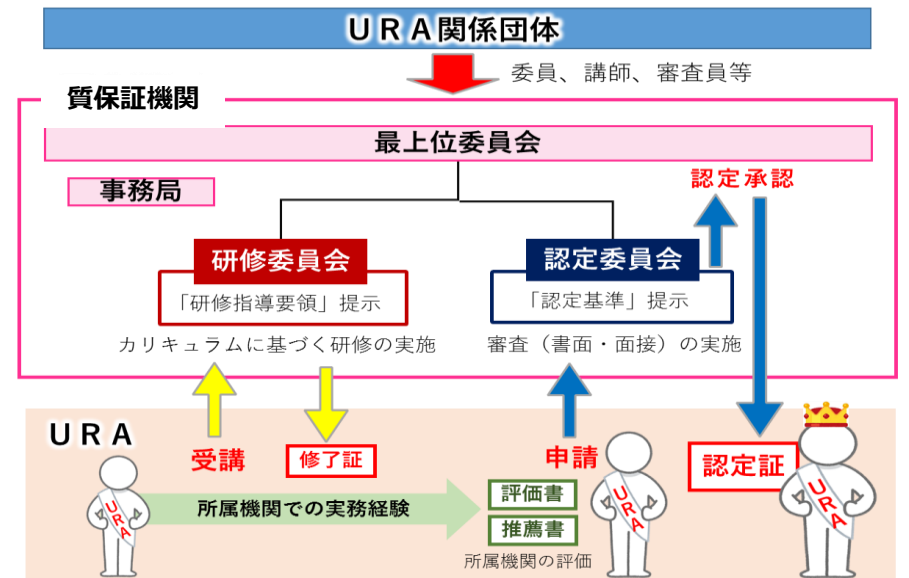 URA関係団体
委員、講師、審査員等
質保証機関
最上位委員会
事務局
認定承認
研修委員会
「研修指導要領」提示
カリキュラムに基づく研修の実施
認定委員会
「認定基準」提示
審査（書面・面接）の実施
URA
受講
修了証
申請
認定証
URA
所属機関での実務経験
評価書
推薦書
所属機関の評価
URA
URA